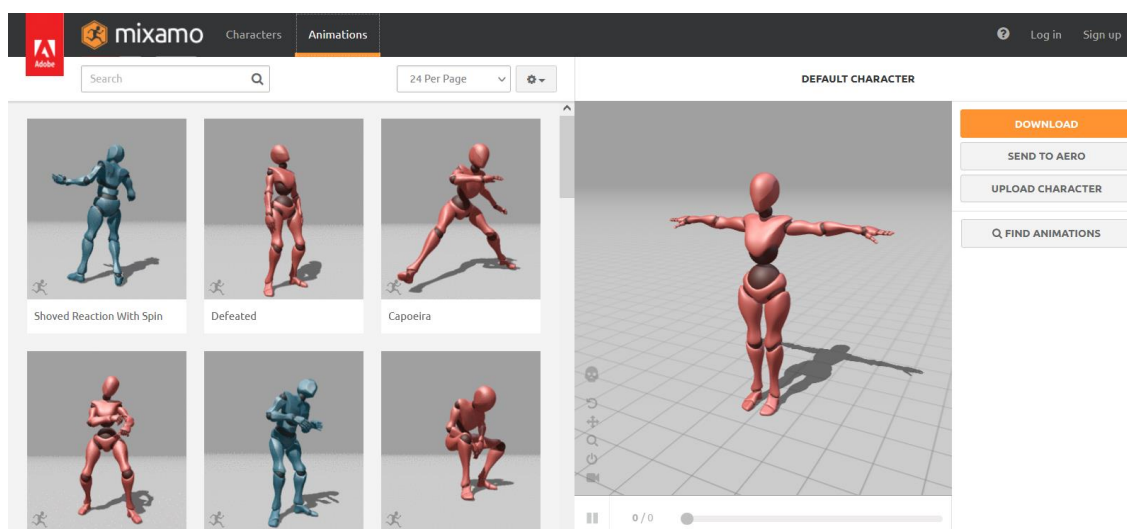 Adobe
mixamo
Characters
Animations
Log in
Sign up
Search
24 Per Page
DEFAULT CHARACTER
Shoved Reaction With Spin
Defeated
Capoeira
DOWNLOAD
SEND TO AERO
UPLOAD CHARACTER
FIND ANIMATIONS
0 / 0